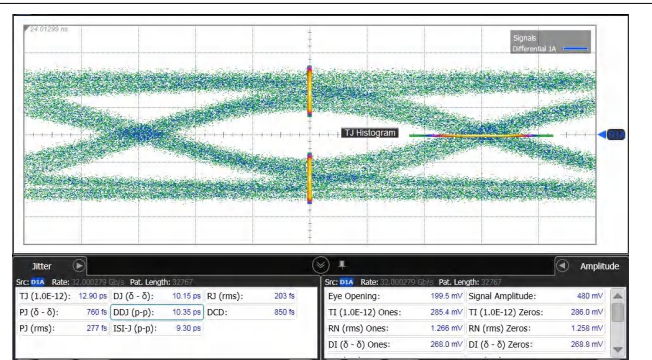 24.01299 ns
Signals
Differential 1A
TJ Histogram
Jitter
Amplitude
Src: D1A Rate: 32.000279 Gb/s Pat. Length: 32767
TJ (1.0E-12): 12.90 ps DJ (δ - δ): 10.15 ps RJ (rms): 203 fs
PJ (δ - δ): 760 fs DDJ (p-p): 10.35 ps DCD: 850 fs
PJ (rms): 277 fs ISI-J (p-p): 9.30 ps
Src: D1A Rate: 32.000279 Gb/s Pat. Length: 32767
Eye Opening: 199.5 mV Signal Amplitude: 480 mV
TI (1.0E-12) Ones: 285.4 mV TI (1.0E-12) Zeros: 286.0 mV
RN (rms) Ones: 1.266 mV RN (rms) Zeros: 1.258 mV
DI (δ - δ) Ones: 268.0 mV DI (δ - δ) Zeros: 268.8 mV